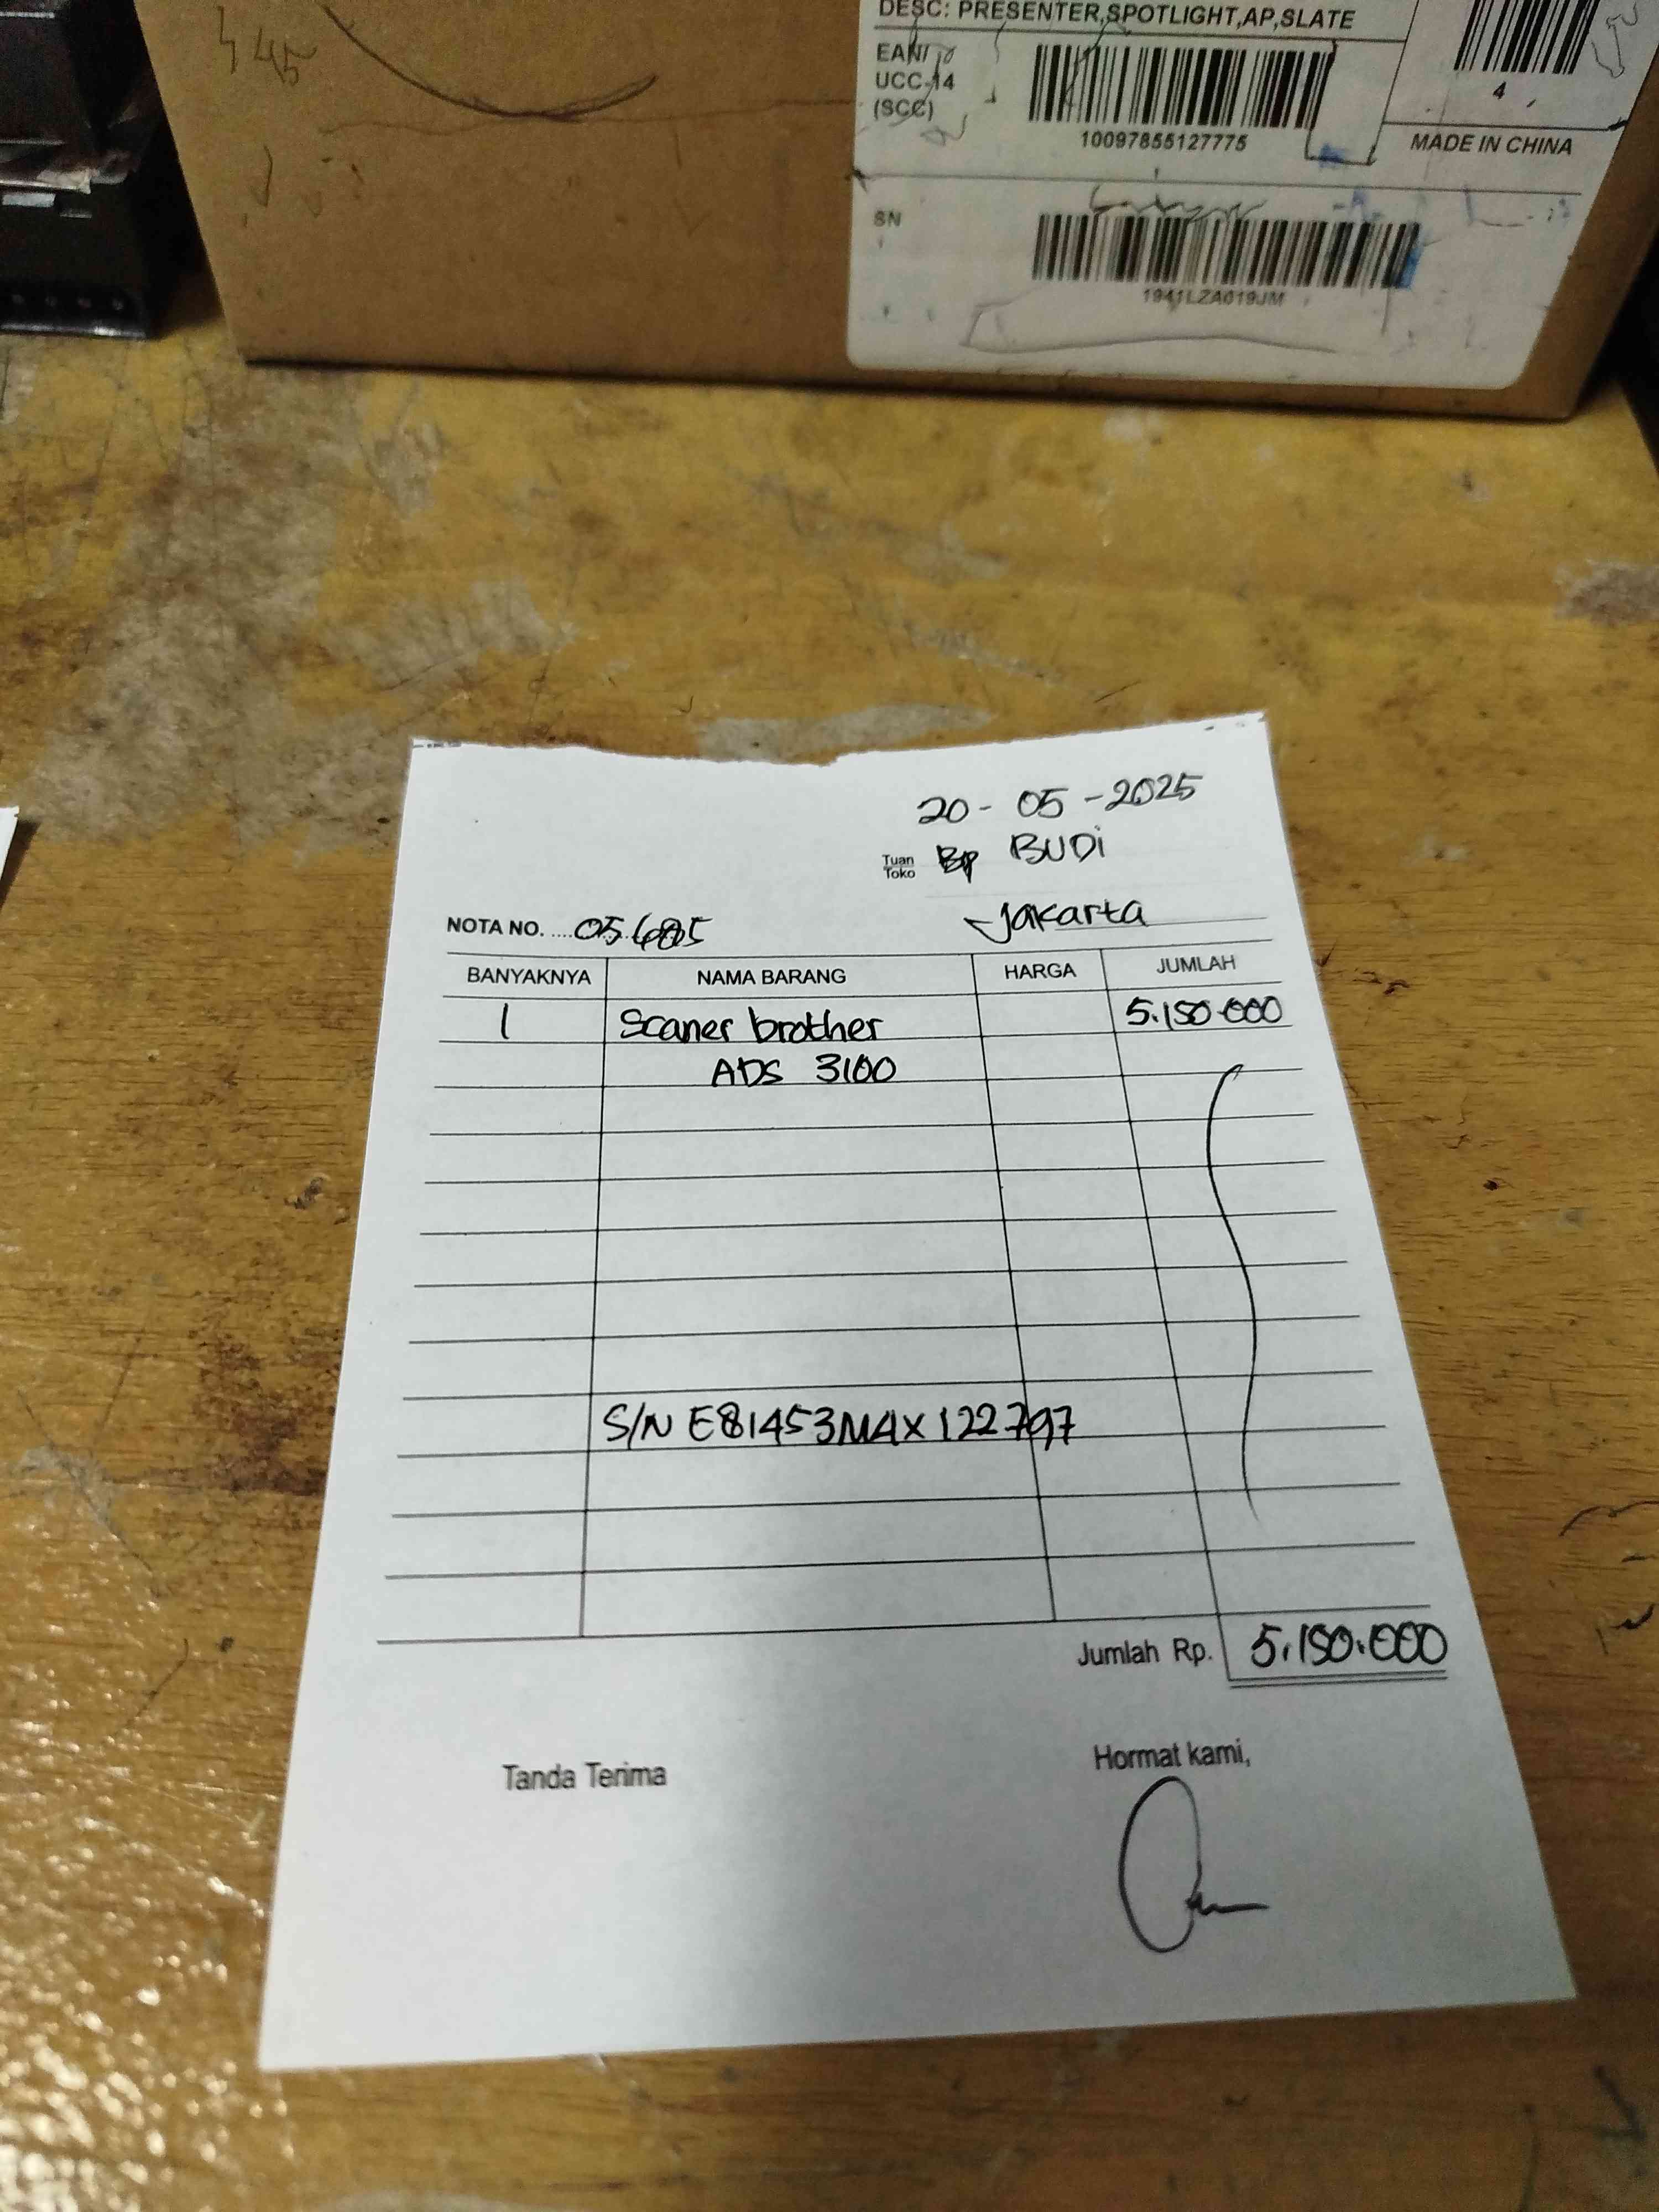 DESC: PRESENTER,SPOTLIGHT,AP,SLATE
EAN/
UCC-14
(SCC)
10097855127775
4
MADE IN CHINA
SN
1941LZA019JM
20-05-2025
Tuan
Toko
Bp BUDi
Jakarta
NOTA NO.
BANYAKNYA NAMA BARANG HARGA JUMLAH
1 Scaner brother 5.150.000
ADS 3100
S/N E81453M4X122797
Jumlah Rp. 5.150.000
Tanda Terima
Hormat kami,